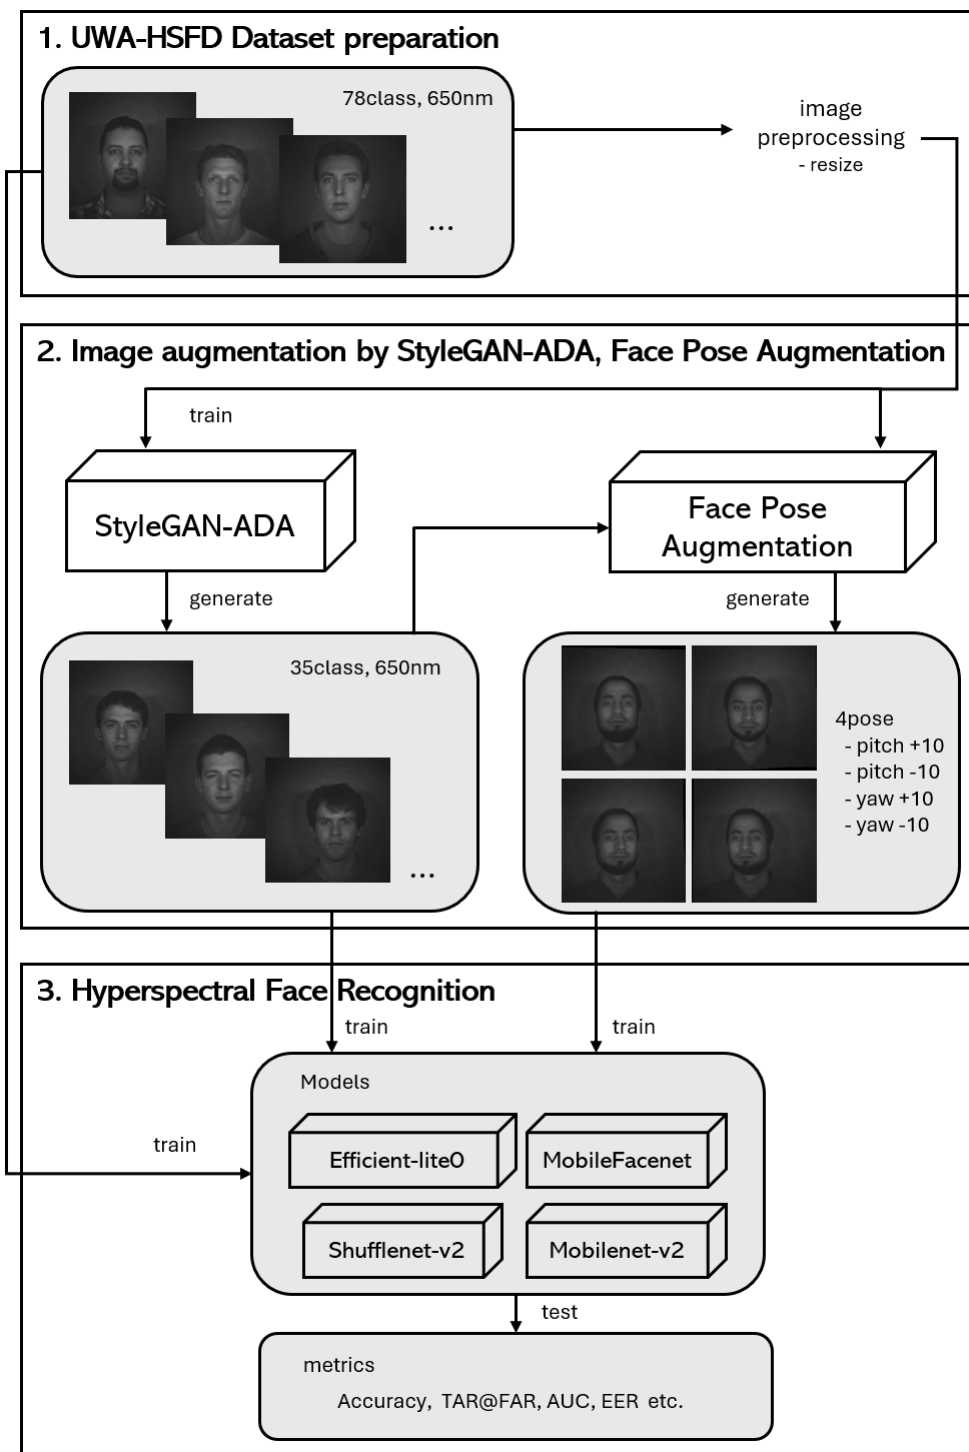 1. UWA-HSFD Dataset preparation
78class, 650nm
...
image
preprocessing
- resize
2. Image augmentation by StyleGAN-ADA, Face Pose Augmentation
train
StyleGAN-ADA
Face Pose
Augmentation
generate
generate
35class, 650nm
...
4pose
- pitch +10
- pitch -10
- yaw +10
- yaw -10
3. Hyperspectral Face Recognition
train
train
Models
train
Efficient-lite0
MobileFacenet
Shufflenet-v2
Mobilenet-v2
test
metrics
Accuracy, TAR@FAR, AUC, EER etc.